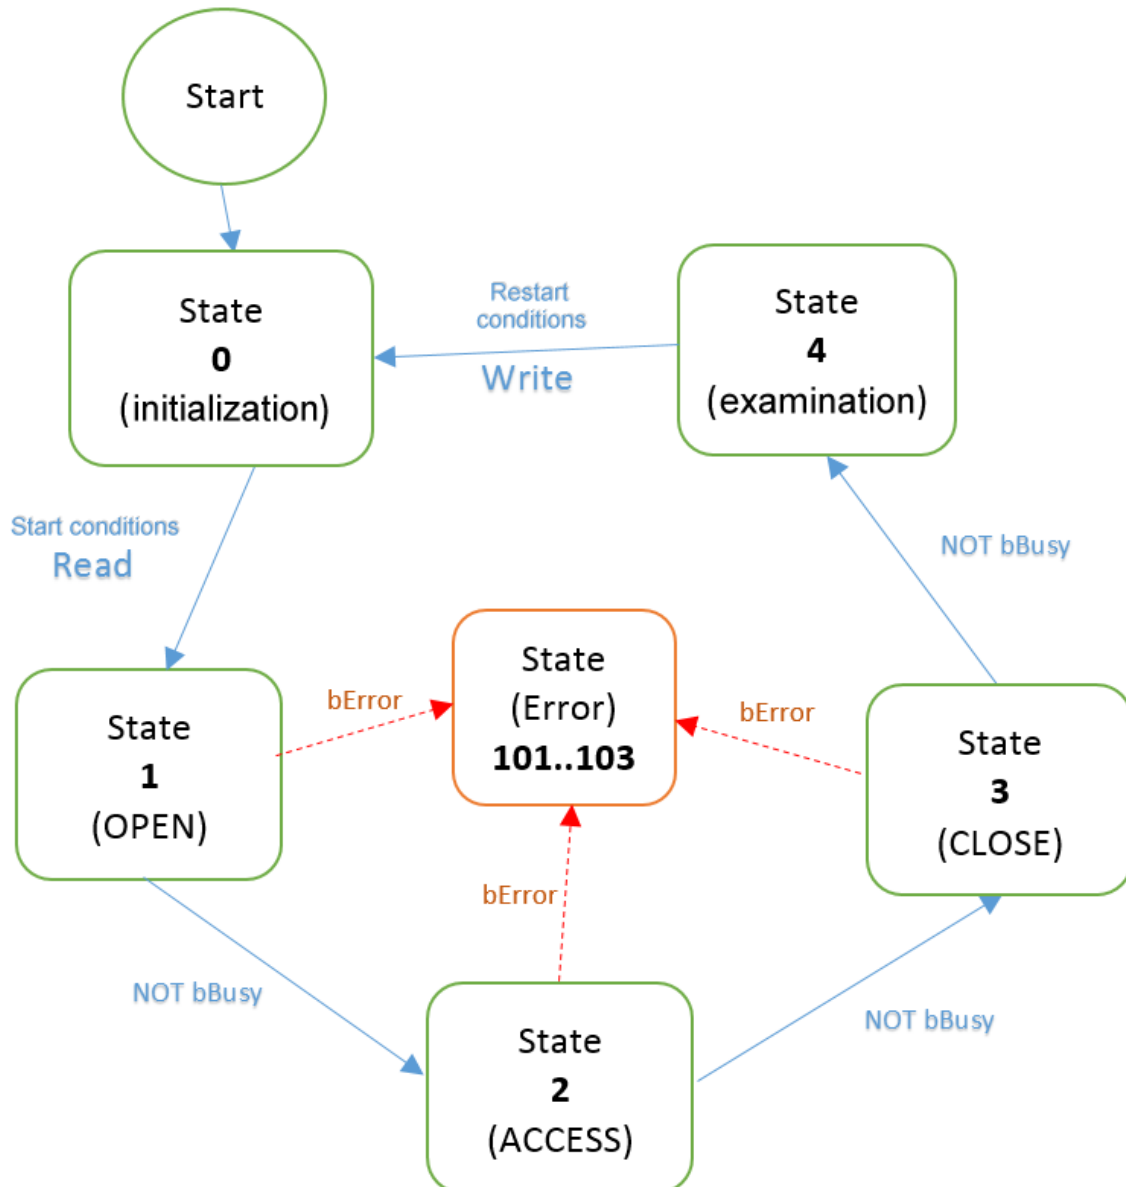 Start
State
0
(initialization)
Restart
conditions
Write
State
4
(examination)
Start conditions
Read
NOT bBusy
State
1
(OPEN)
bError
State
(Error)
101..103
bError
State
3
(CLOSE)
bError
NOT bBusy
NOT bBusy
State
2
(ACCESS)